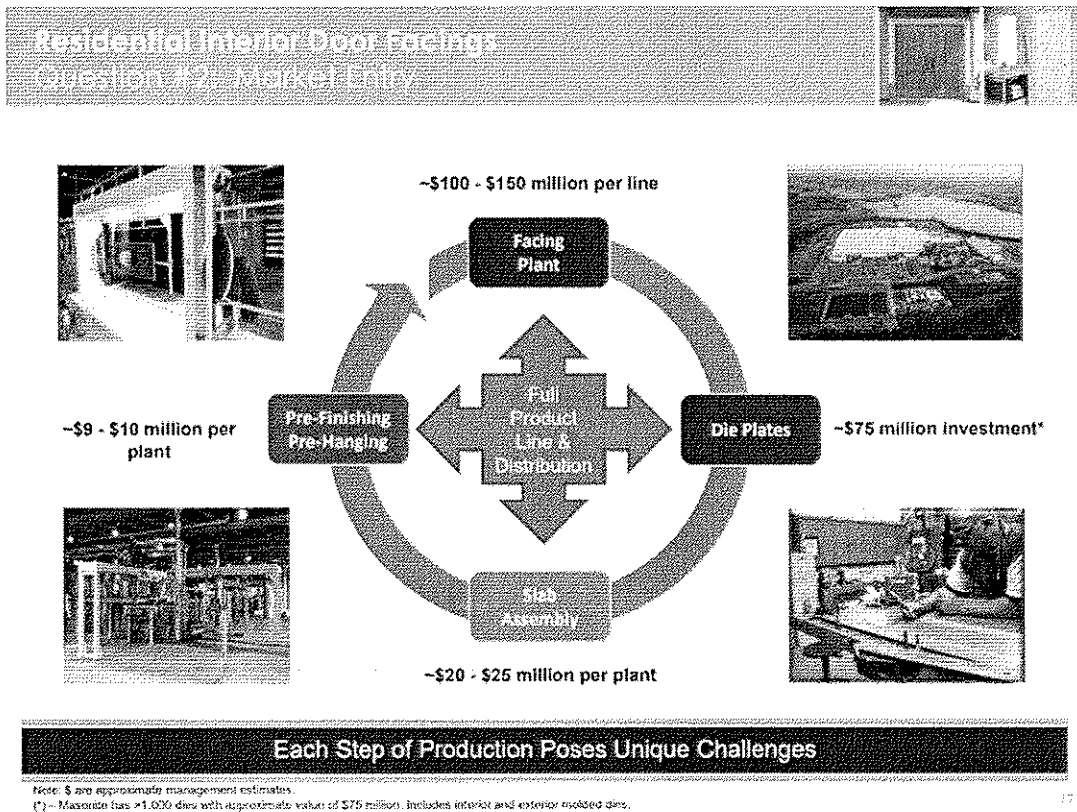 Residential Interior Door Facings
Question #2: Market Entry
~$100 - $150 million per line
Facing
Plant
Full
Product
Line &
Distribution
Pre-Finishing
Pre-Hanging
~$9 - $10 million per
plant
Die Plates
~$75 million investment*
Slab
Assembly
~$20 - $25 million per plant
Each Step of Production Poses Unique Challenges
Note: $ are approximate management estimates.
(*) – Masonite has >1,000 dies with approximate value of $75 million. Includes interior and exterior molded dies.
17